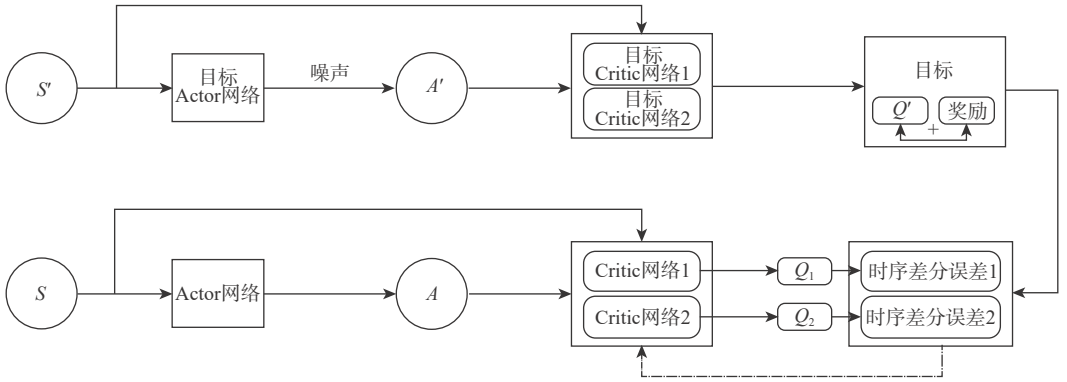 S′
目标
Actor网络
噪声
A′
目标
Critic网络1
目标
Critic网络2
目标
Q′
+
奖励
S
Actor网络
A
Critic网络1
Critic网络2
Q1
Q2
时序差分误差1
时序差分误差2